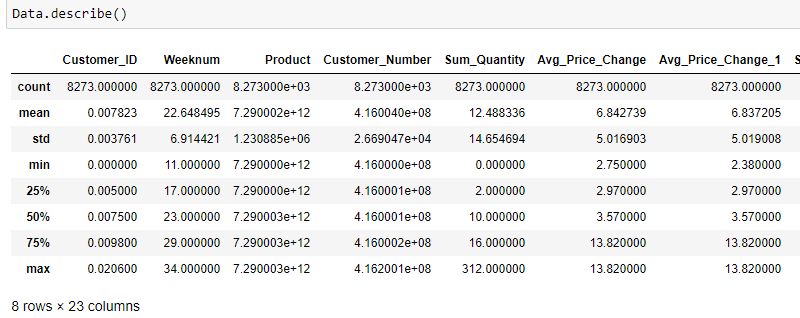 Data.describe()
Customer_ID Weeknum Product Customer_Number Sum_Quantity Avg_Price_Change Avg_Price_Change_1 S
count 8273.000000 8273.000000 8.273000e+03 8.273000e+03 8273.000000 8273.000000 8273.000000
mean 0.007823 22.648495 7.290002e+12 4.160040e+08 12.488336 6.842739 6.837205
std 0.003761 6.914421 1.230885e+06 2.669047e+04 14.654694 5.016903 5.019008
min 0.000000 11.000000 7.290000e+12 4.160000e+08 0.000000 2.750000 2.380000
25% 0.005000 17.000000 7.290000e+12 4.160001e+08 2.000000 2.970000 2.970000
50% 0.007500 23.000000 7.290003e+12 4.160001e+08 10.000000 3.570000 3.570000
75% 0.009800 29.000000 7.290003e+12 4.160002e+08 16.000000 13.820000 13.820000
max 0.020600 34.000000 7.290003e+12 4.162001e+08 312.000000 13.820000 13.820000
8 rows × 23 columns